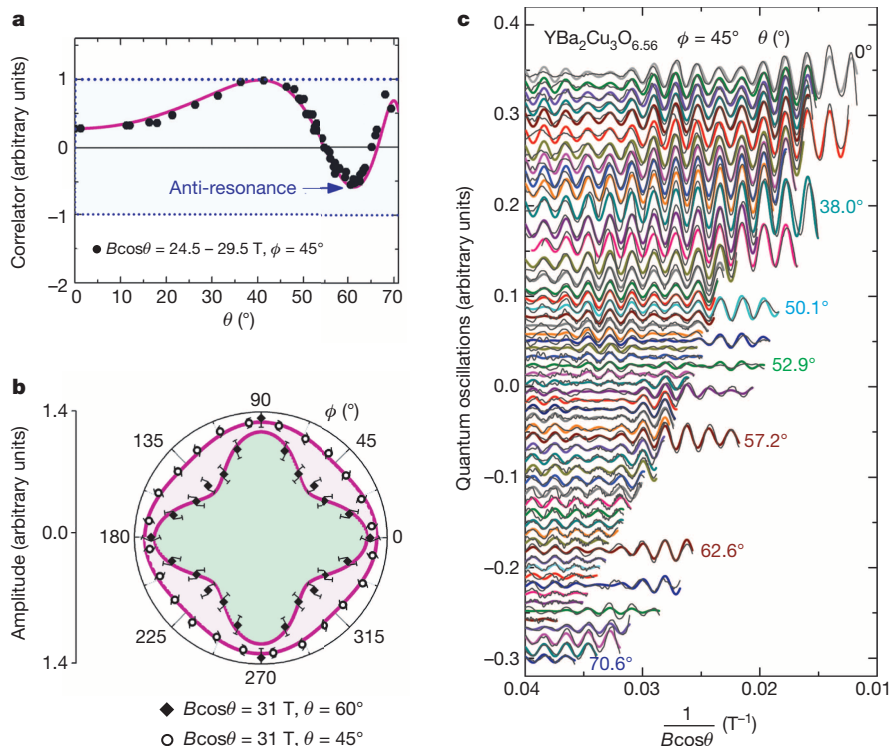 a
Correlator (arbitrary units)
1
0
−1
−2
Anti-resonance
Bcosθ = 24.5 – 29.5 T, ϕ = 45°
0 10 20 30 40 50 60 70
θ (°)
b
Amplitude (arbitrary units)
1.4
0.0
1.4
90
ϕ (°)
135
45
180
0
225
315
270
Bcosθ = 31 T, θ = 60°
Bcosθ = 31 T, θ = 45°
c
Quantum oscillations (arbitrary units)
0.4
0.3
0.2
0.1
0.0
−0.1
−0.2
−0.3
YBa₂Cu₃O₆.₅₆ ϕ = 45° θ (°)
0°
38.0°
50.1°
52.9°
57.2°
62.6°
70.6°
0.04 0.03 0.02 0.01
1
Bcosθ
(T⁻¹)